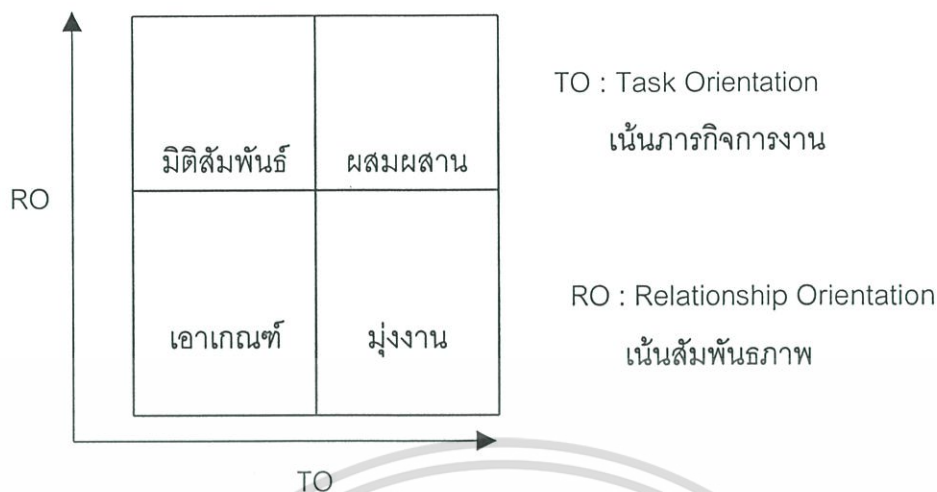 TO : Task Orientation
เน้นภารกิจการงาน
มิติสัมพันธ์ ผสมผสาน
RO
RO : Relationship Orientation
เอาเกณฑ์ มุ่งงาน
เน้นสัมพันธภาพ
TO